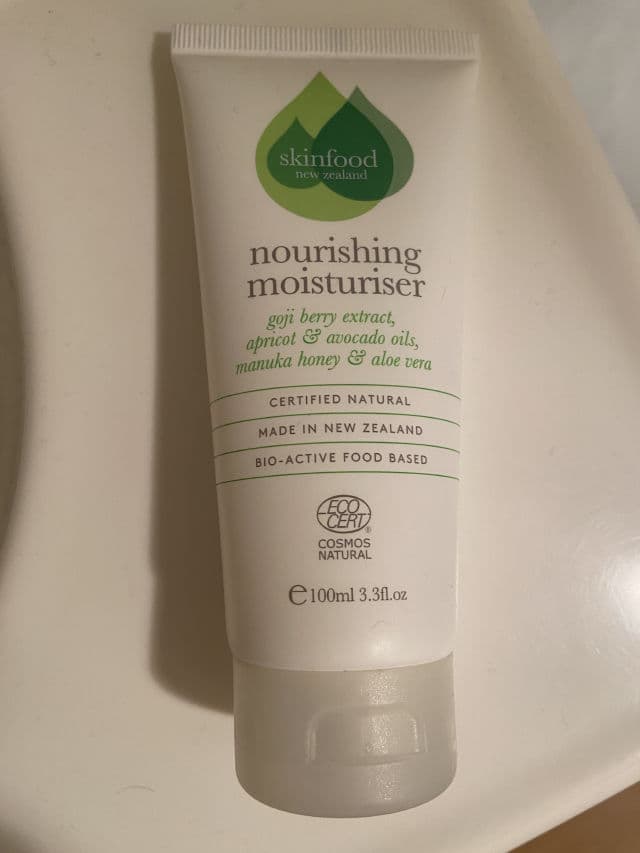 skinfood
new zealand
nourishing
moisturiser
goji berry extract,
apricot & avocado oils,
manuka honey & aloe vera
CERTIFIED NATURAL
MADE IN NEW ZEALAND
BIO-ACTIVE FOOD BASED
ECO
CERT®
COSMOS
NATURAL
℮100ml 3.3fl.oz